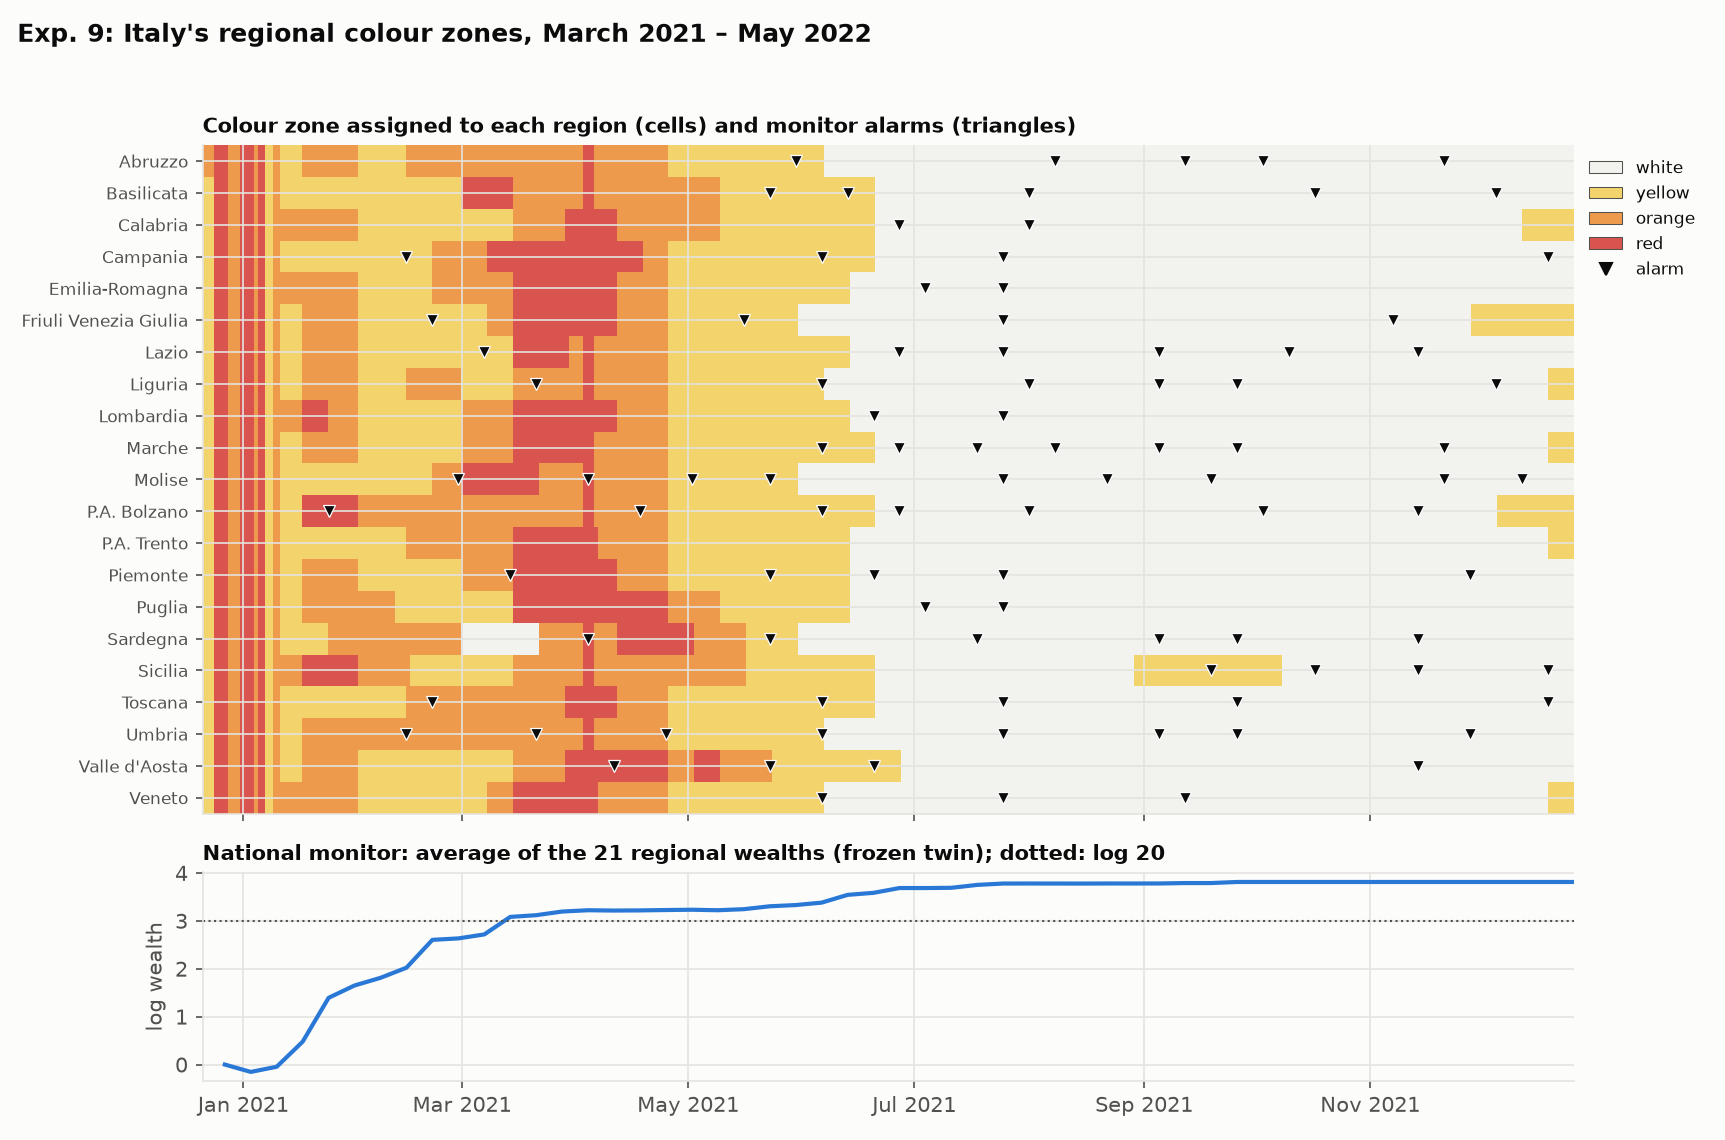 Exp. 9: Italy's regional colour zones, March 2021 – May 2022
Colour zone assigned to each region (cells) and monitor alarms (triangles)
Abruzzo
Basilicata
Calabria
Campania
Emilia-Romagna
Friuli Venezia Giulia
Lazio
Liguria
Lombardia
Marche
Molise
P.A. Bolzano
P.A. Trento
Piemonte
Puglia
Sardegna
Sicilia
Toscana
Umbria
Valle d'Aosta
Veneto
white
yellow
orange
red
alarm
National monitor: average of the 21 regional wealths (frozen twin); dotted: log 20
log wealth
4
3
2
1
0
Jan 2021
Mar 2021
May 2021
Jul 2021
Sep 2021
Nov 2021